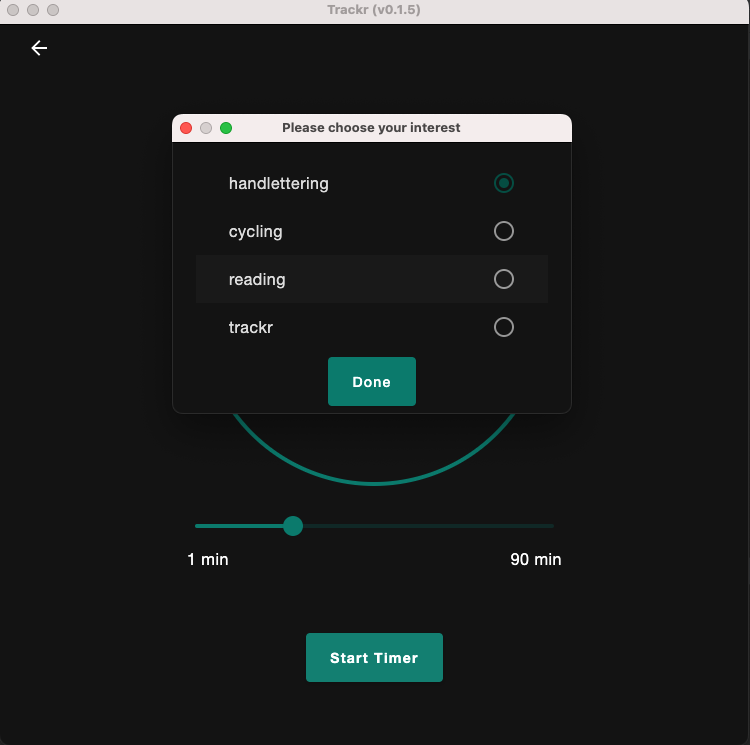 Trackr (v0.1.5)
Please choose your interest
handlettering
cycling
reading
trackr
Done
1 min
90 min
Start Timer